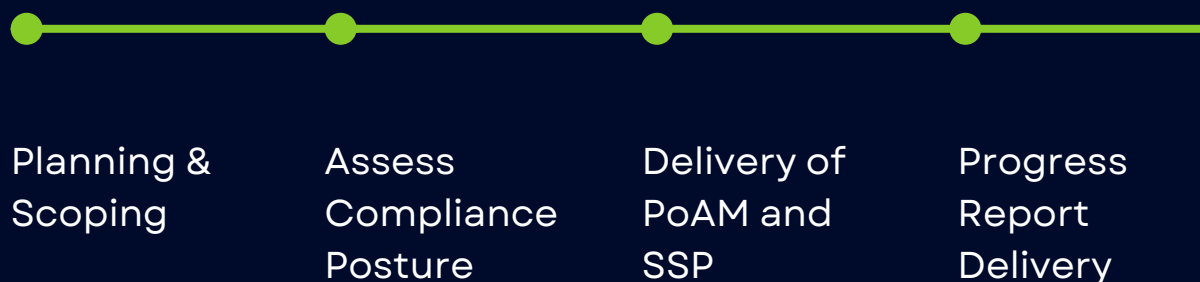 Planning &
Scoping
Assess
Compliance
Posture
Delivery of
PoAM and
SSP
Progress
Report
Delivery